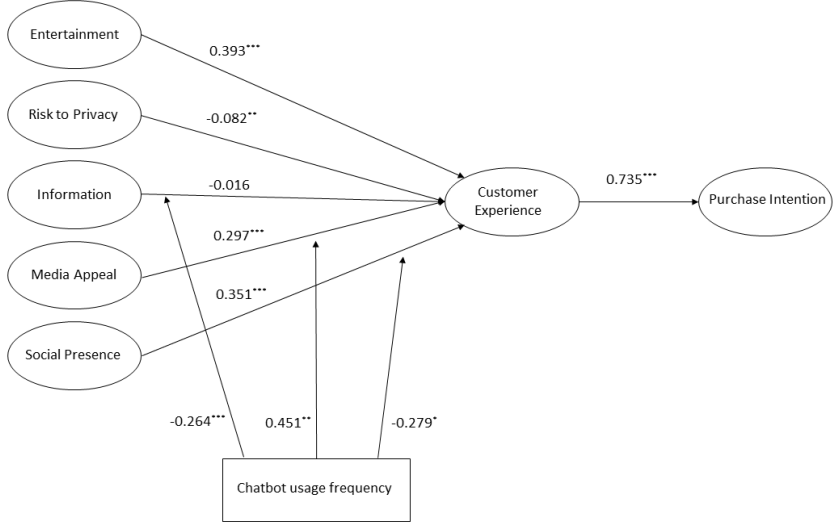 Entertainment
0.393***
Risk to Privacy
-0.082**
Information
-0.016
Customer
Experience
0.735***
Purchase Intention
Media Appeal
0.297***
Social Presence
0.351***
-0.264***
0.451**
-0.279*
Chatbot usage frequency